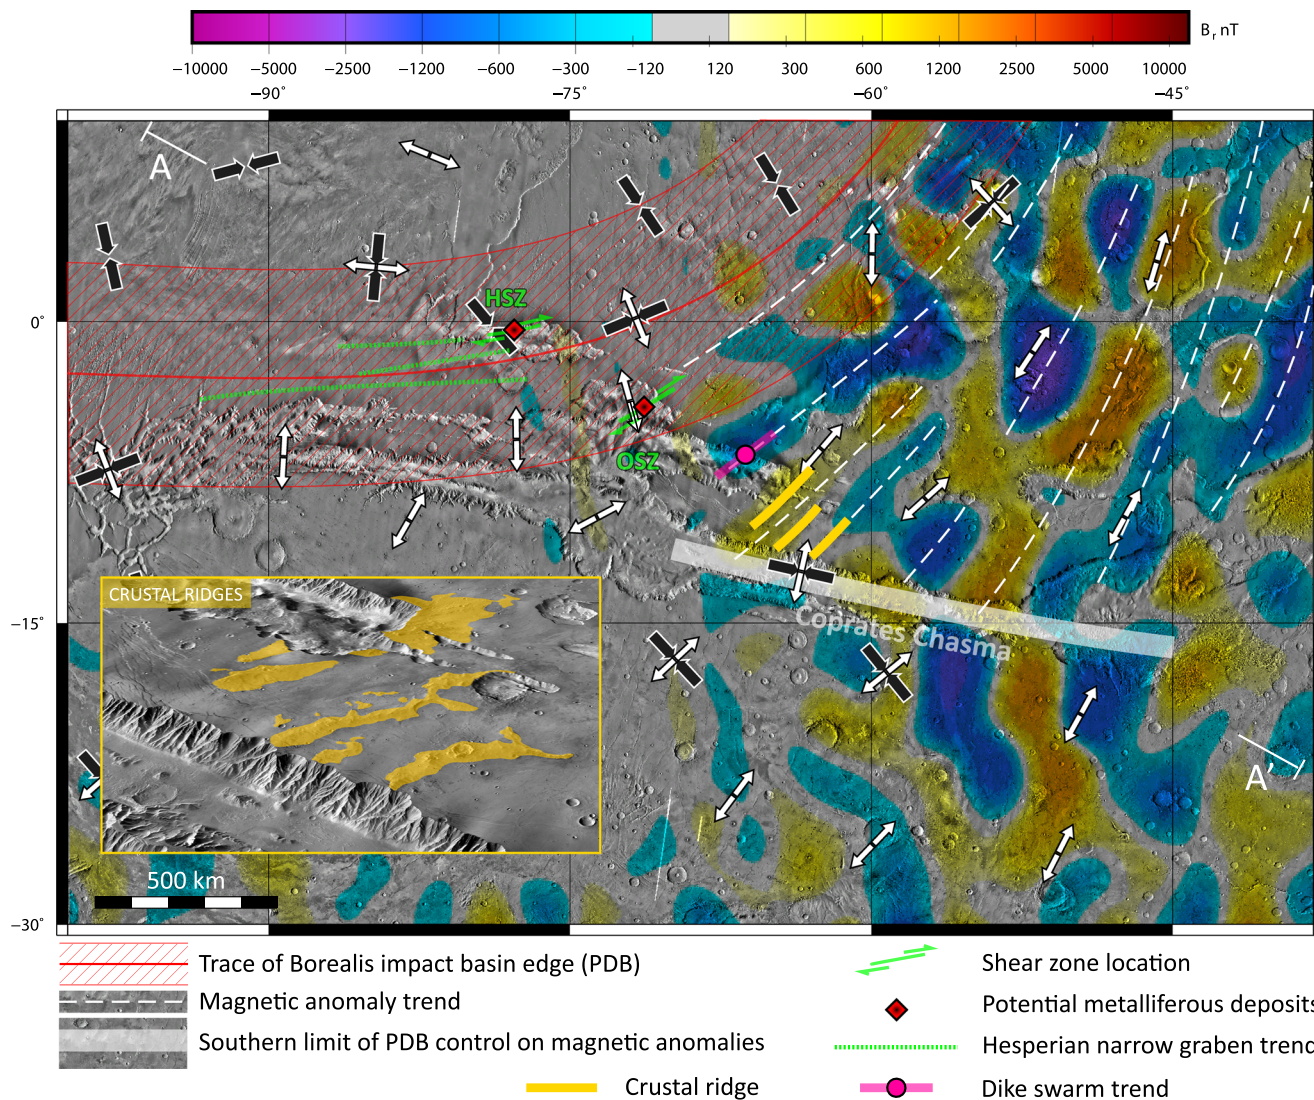 B r nT
−10000 −5000 −2500 −1200 −600 −300 −120 120 300 600 1200 2500 5000 10000
−90° −75° −60° −45°
A
HSZ
0°
OSZ
CRUSTAL RIDGES
−15°
Coprates Chasma
A'
500 km
−30°
Trace of Borealis impact basin edge (PDB)
Magnetic anomaly trend
Southern limit of PDB control on magnetic anomalies
Crustal ridge
Shear zone location
Potential metalliferous deposits
Hesperian narrow graben trend
Dike swarm trend